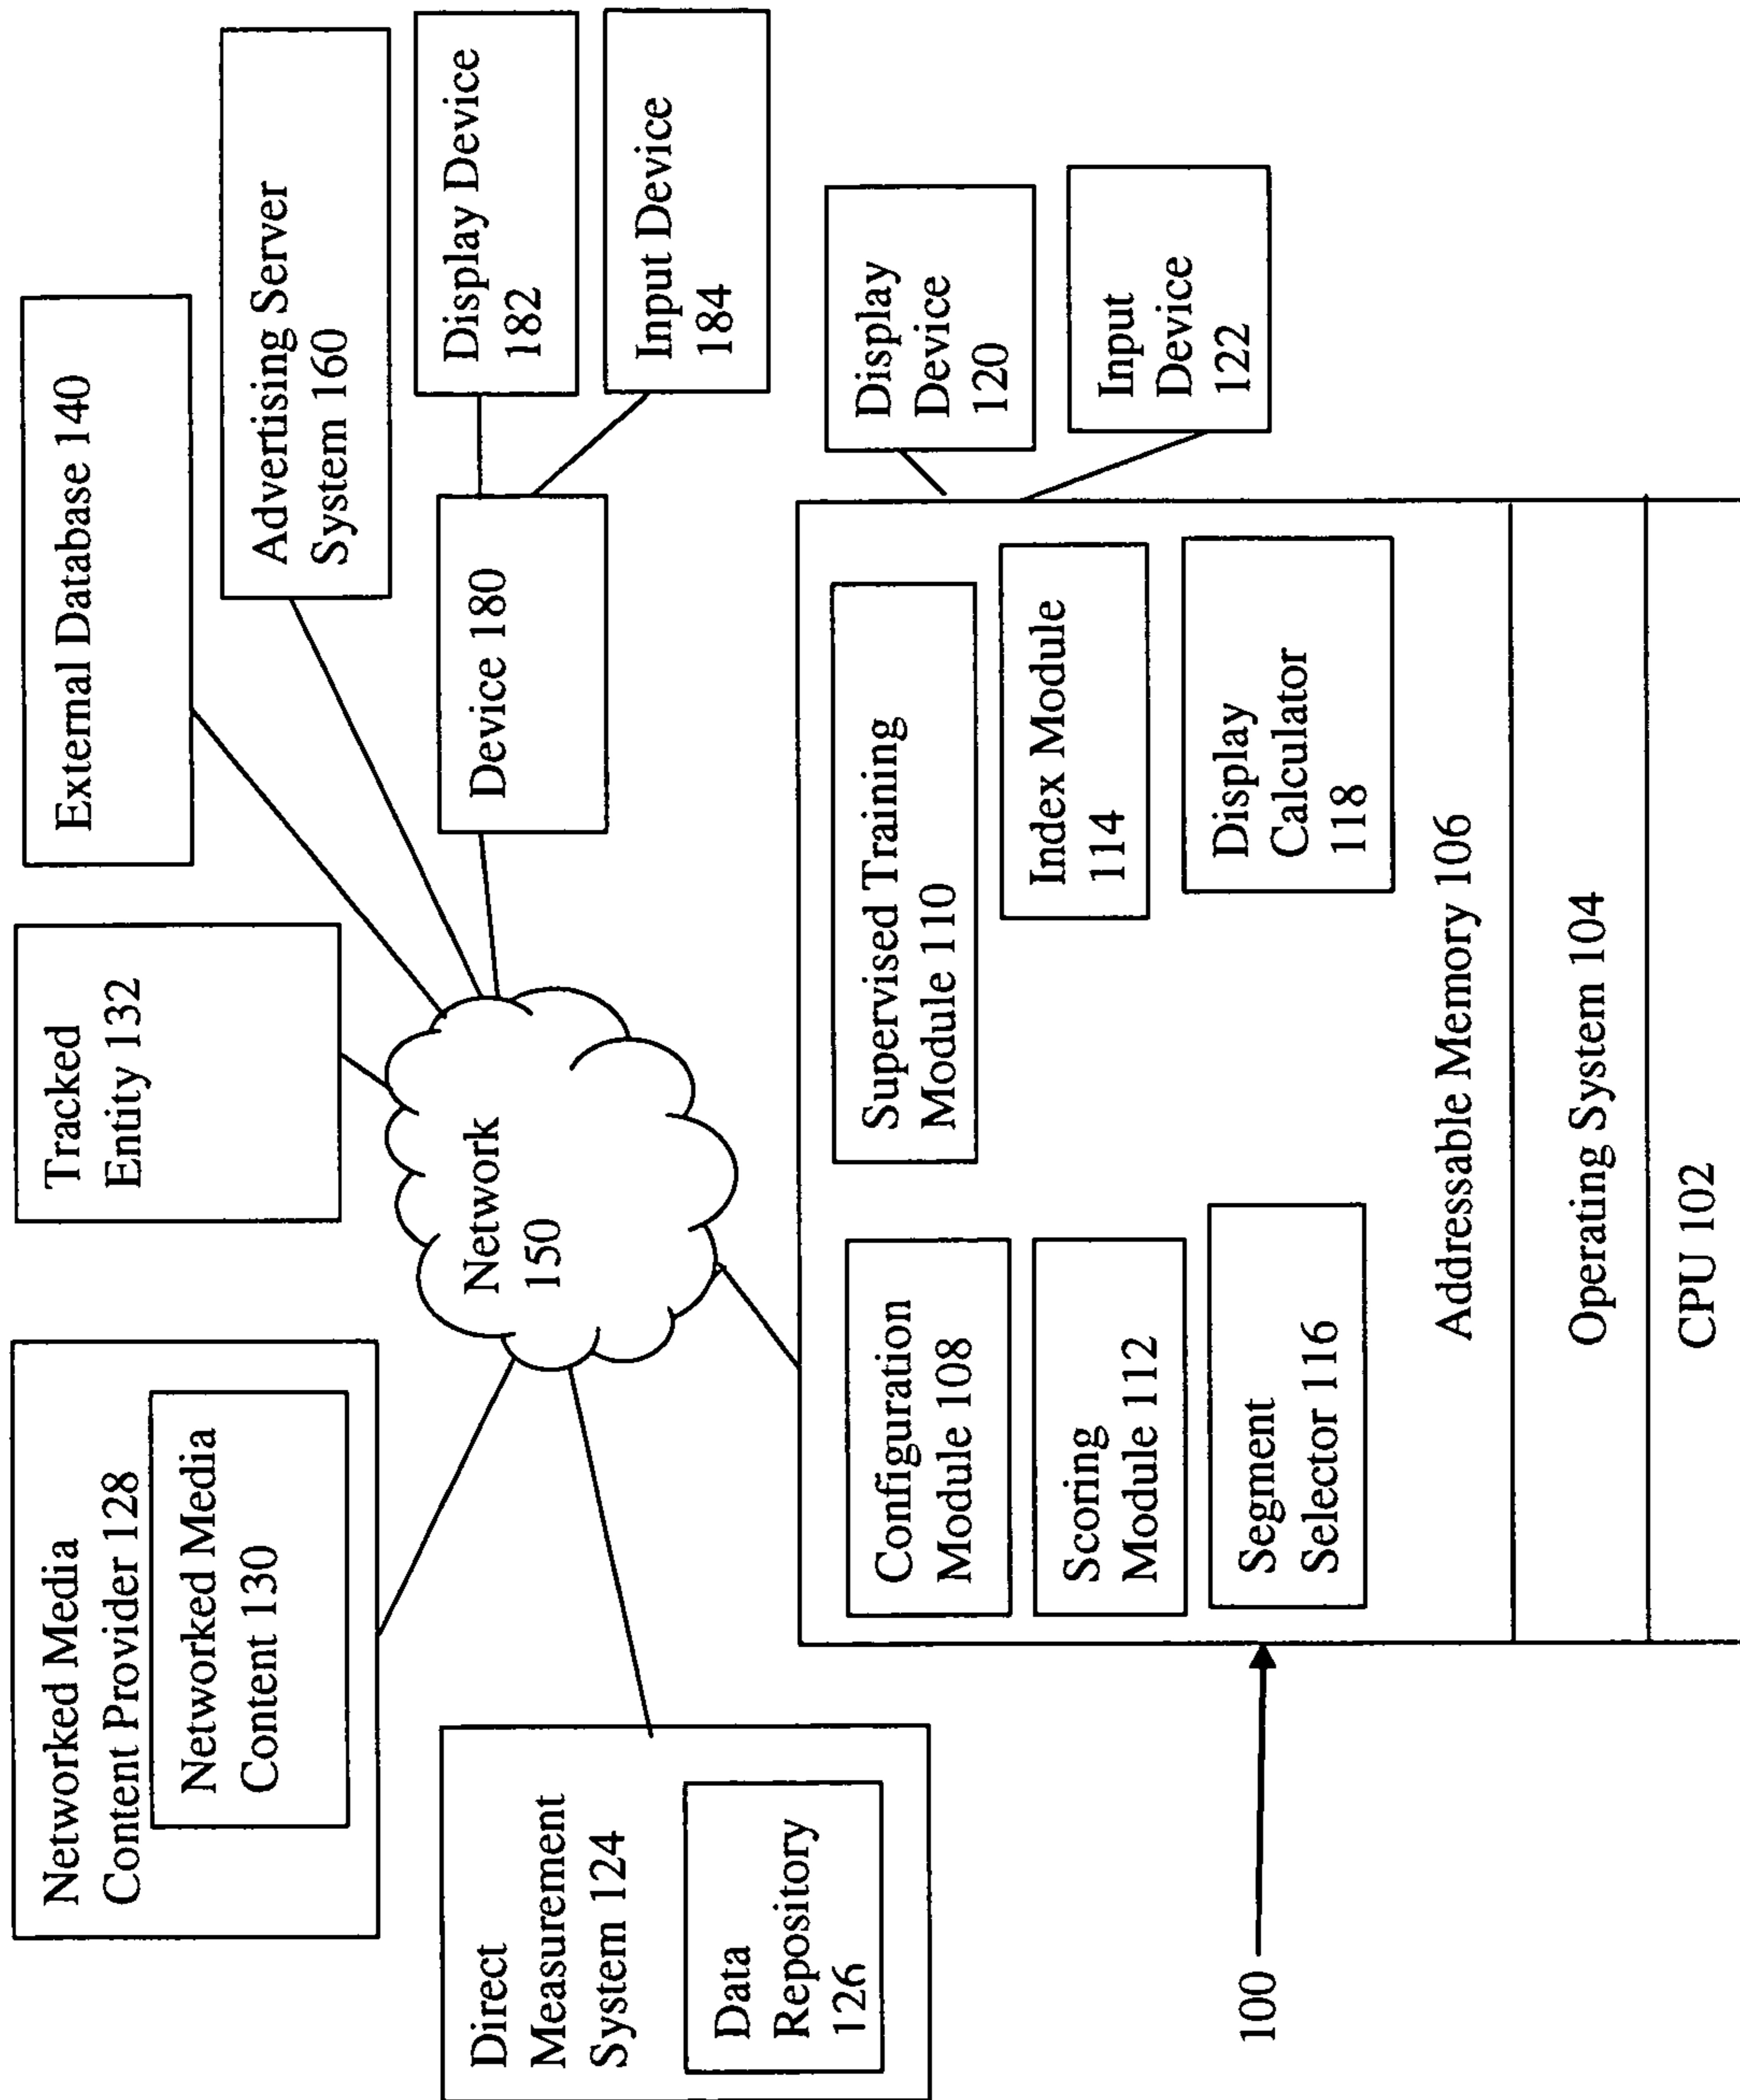 Networked Media
Content Provider 128
Networked Media
Content 130
Tracked
Entity 132
External Database 140
Advertising Server
System 160
Direct
Measurement
System 124
Data
Repository
126
Network
150
Device 180
Display Device
182
Input Device
184
100
Configuration
Module 108
Supervised Training
Module 110
Scoring
Module 112
Index Module
114
Segment
Selector 116
Display
Calculator
118
Addressable Memory 106
Operating System 104
CPU 102
Display
Device
120
Input
Device
122